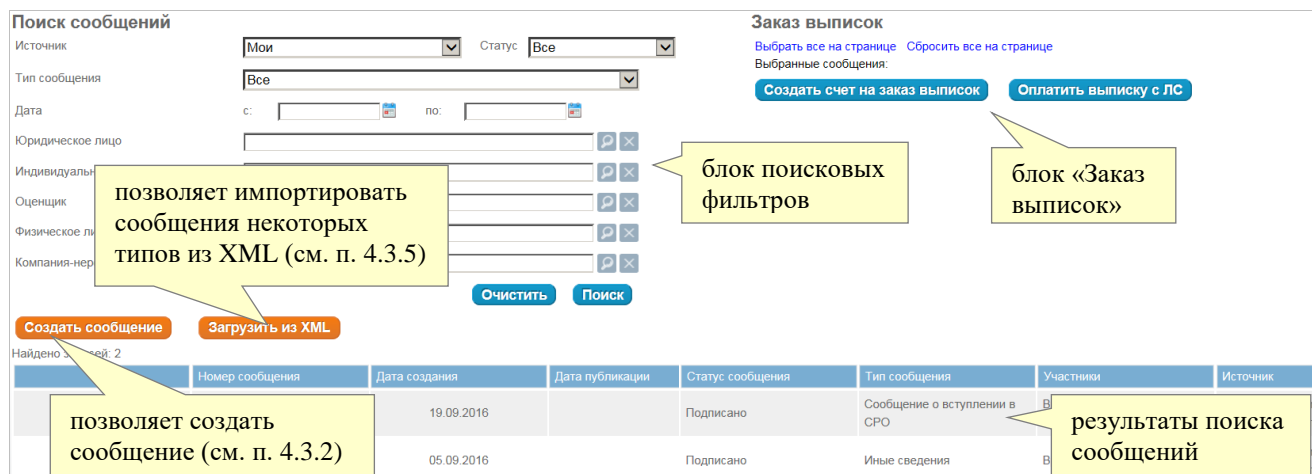 Поиск сообщений
Заказ выписок
Источник Мои Статус Все
Выбрать все на странице Сбросить все на странице
Выбранные сообщения:
Тип сообщения Все
Создать счет на заказ выписок Оплатить выписку с ЛС
Дата с: по:
Юридическое лицо
блок поисковых
фильтров
блок «Заказ
выписок»
Оценщик
позволяет импортировать
сообщения некоторых
типов из XML (см. п. 4.3.5)
Очистить Поиск
Создать сообщение Загрузить из XML
Найдено
2
Номер сообщения Дата создания Дата публикации Статус сообщения Тип сообщения Участники Источник
19.09.2016 Подписано Сообщение о вступлении в
СРО
05.09.2016 Подписано Иные сведения
позволяет создать
сообщение (см. п. 4.3.2)
результаты поиска
сообщений